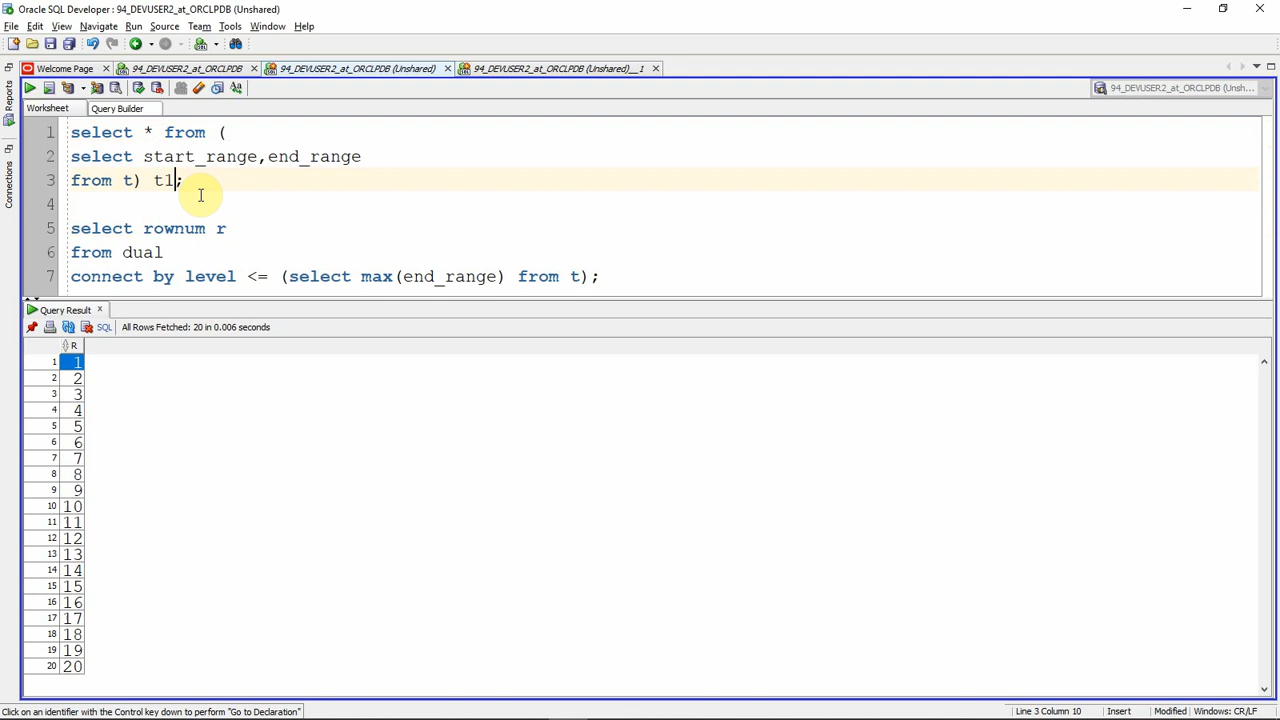 Oracle SQL Developer : 94_DEVUSER2_at_ORCLPDB (Unshared)
File Edit View Navigate Run Source Team Tools Window Help
SQL
Welcome Page 94_DEVUSER2_at_ORCLPDB 94_DEVUSER2_at_ORCLPDB (Unshared) 94_DEVUSER2_at_ORCLPDB (Unshared)__1
94_DEVUSER2_at_ORCLPDB (Unsh...
Reports
Connections
Worksheet Query Builder
1 select * from (
2 select start_range,end_range
3 from t) t1;
4
5 select rownum r
6 from dual
7 connect by level <= (select max(end_range) from t);
Query Result
SQL All Rows Fetched: 20 in 0.006 seconds
R
1 1
2 2
3 3
4 4
5 5
6 6
7 7
8 8
9 9
10 10
11 11
12 12
13 13
14 14
15 15
16 16
17 17
18 18
19 19
20 20
Click on an identifier with the Control key down to perform "Go to Declaration" Line 3 Column 10 Insert Modified Windows: CR/LF